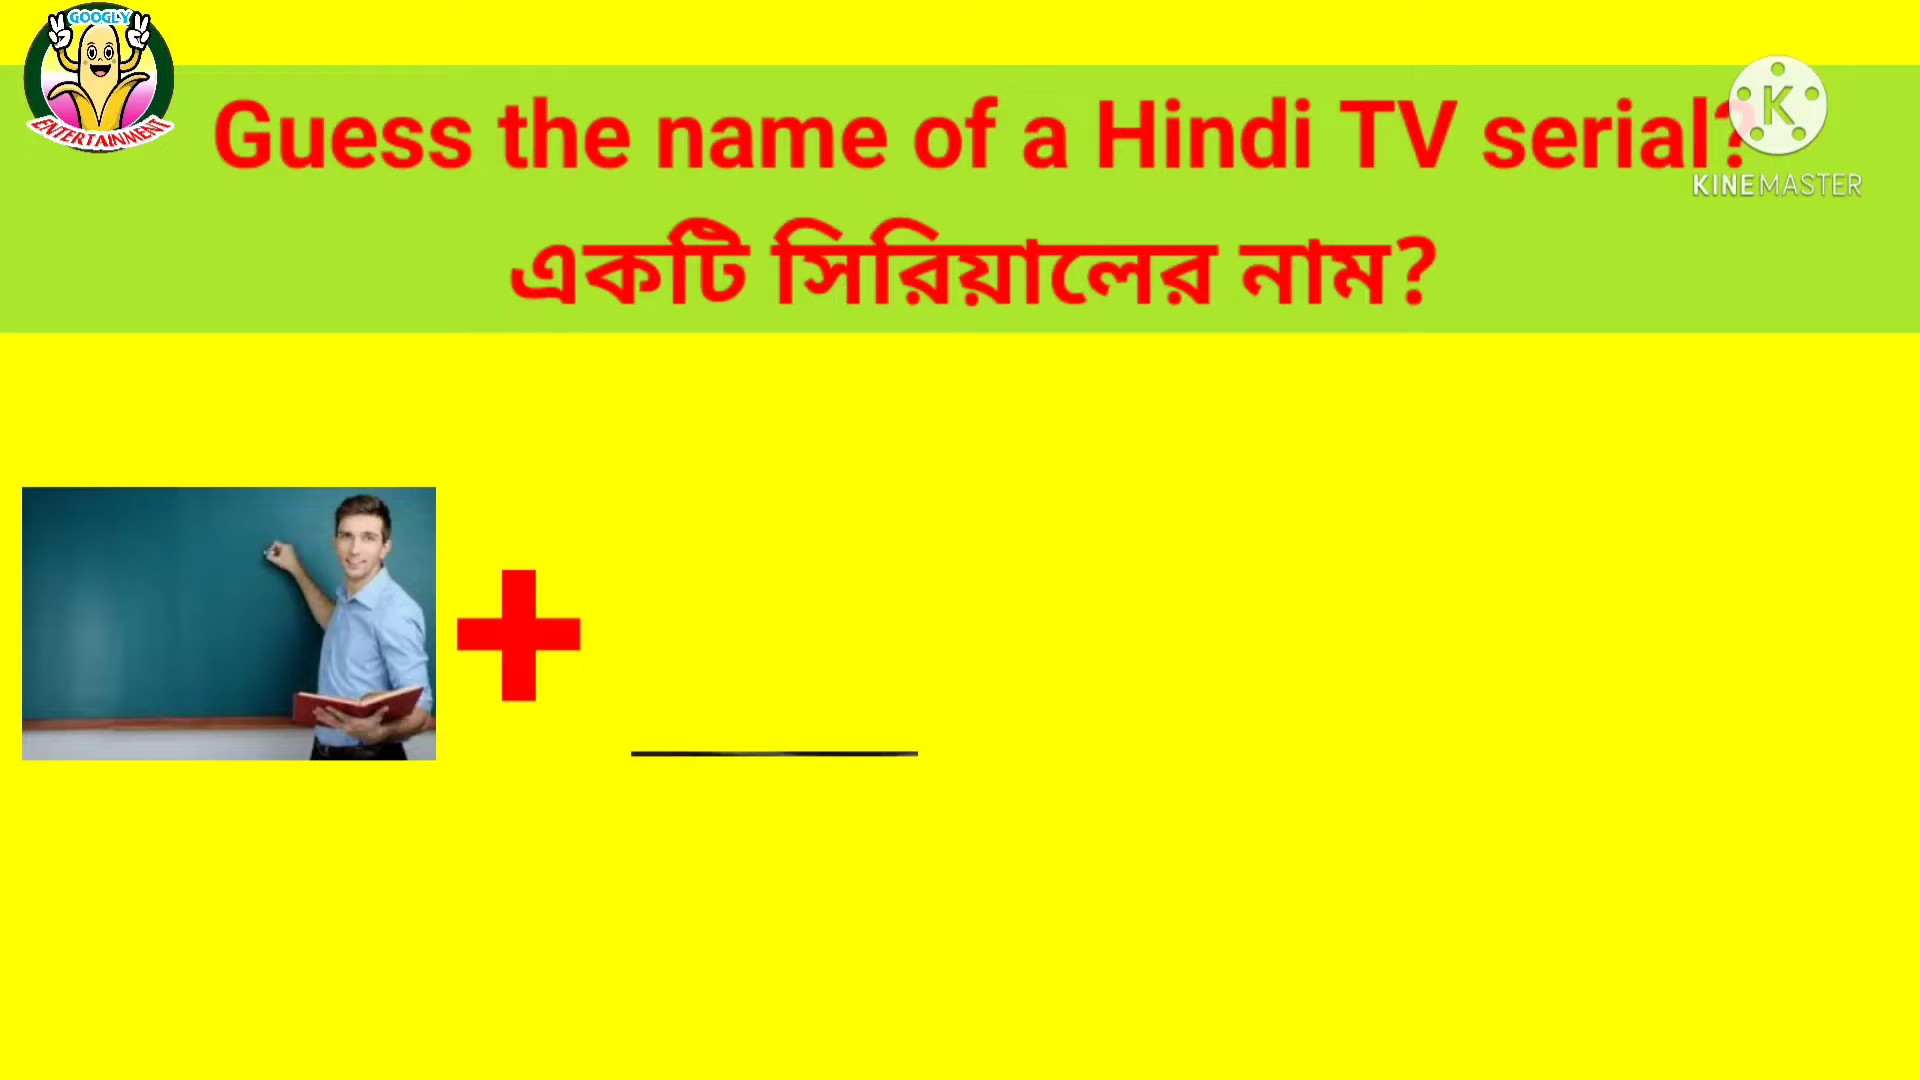 GOOGLY
ENTERTAINMENT
Guess the name of a Hindi TV serial?
K
KINEMASTER
একটি সিরিয়ালের নাম?